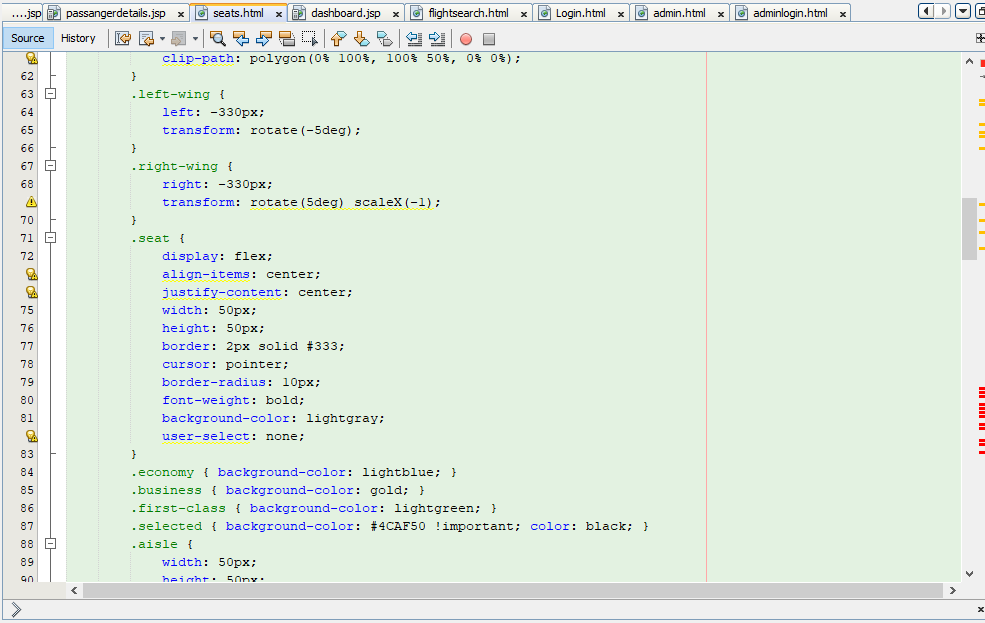 ....jsp passangerdetails.jsp seats.html dashboard.jsp flightsearch.html Login.html admin.html adminlogin.html
Source History
clip-path: polygon(0% 100%, 100% 50%, 0% 0%);
62 }
63 .left-wing {
64 left: -330px;
65 transform: rotate(-5deg);
66 }
67 .right-wing {
68 right: -330px;
transform: rotate(5deg) scaleX(-1);
70 }
71 .seat {
72 display: flex;
align-items: center;
justify-content: center;
75 width: 50px;
76 height: 50px;
77 border: 2px solid #333;
78 cursor: pointer;
79 border-radius: 10px;
80 font-weight: bold;
81 background-color: lightgray;
user-select: none;
83 }
84 .economy { background-color: lightblue; }
85 .business { background-color: gold; }
86 .first-class { background-color: lightgreen; }
87 .selected { background-color: #4CAF50 !important; color: black; }
88 .aisle {
89 width: 50px;
90 height: 50px;